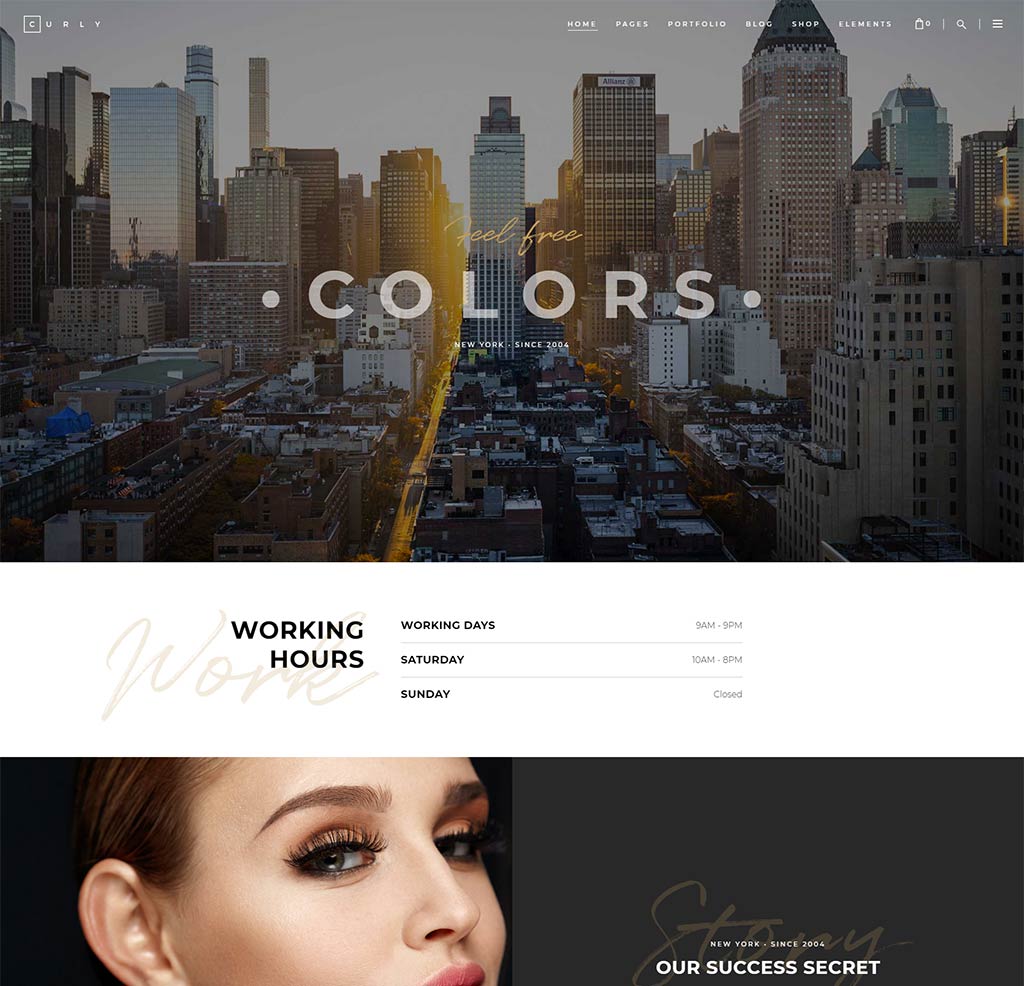 CURLY
HOME PAGES PORTFOLIO BLOG SHOP ELEMENTS 0
Allianz
Feel free
• COLORS •
NEW YORK - SINCE 2004
Work
WORKING
HOURS
WORKING DAYS 9AM - 9PM
SATURDAY 10AM - 8PM
SUNDAY Closed
Story
NEW YORK - SINCE 2004
OUR SUCCESS SECRET